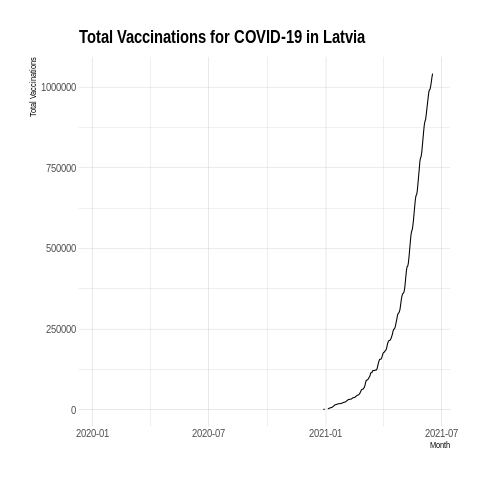 Total Vaccinations for COVID-19 in Latvia
Total Vaccinations
1000000
750000
500000
250000
0
2020-01 2020-07 2021-01 2021-07
Month